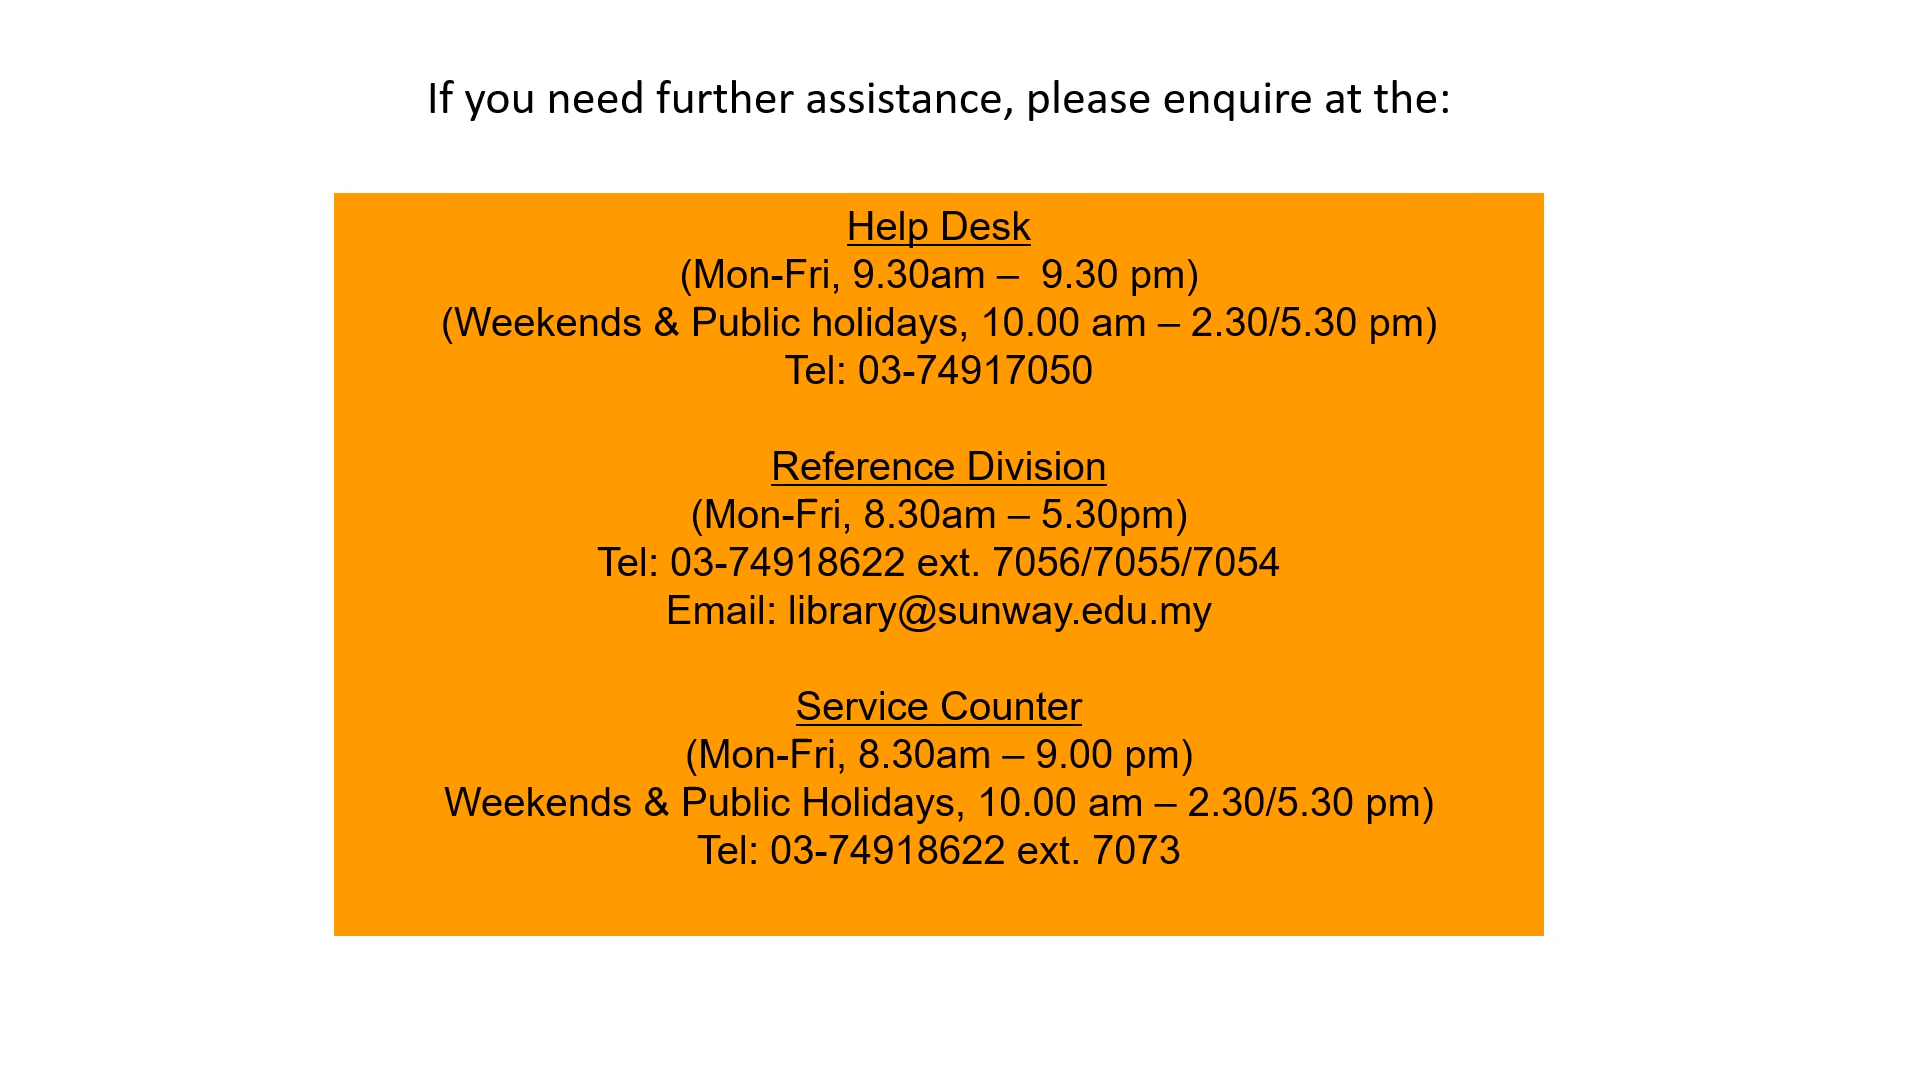 If you need further assistance, please enquire at the:
Help Desk
(Mon-Fri, 9.30am –  9.30 pm)
(Weekends & Public holidays, 10.00 am – 2.30/5.30 pm)
Tel: 03-74917050
Reference Division
(Mon-Fri, 8.30am – 5.30pm)
Tel: 03-74918622 ext. 7056/7055/7054
Email: library@sunway.edu.my
Service Counter
(Mon-Fri, 8.30am – 9.00 pm)
Weekends & Public Holidays, 10.00 am – 2.30/5.30 pm)
Tel: 03-74918622 ext. 7073